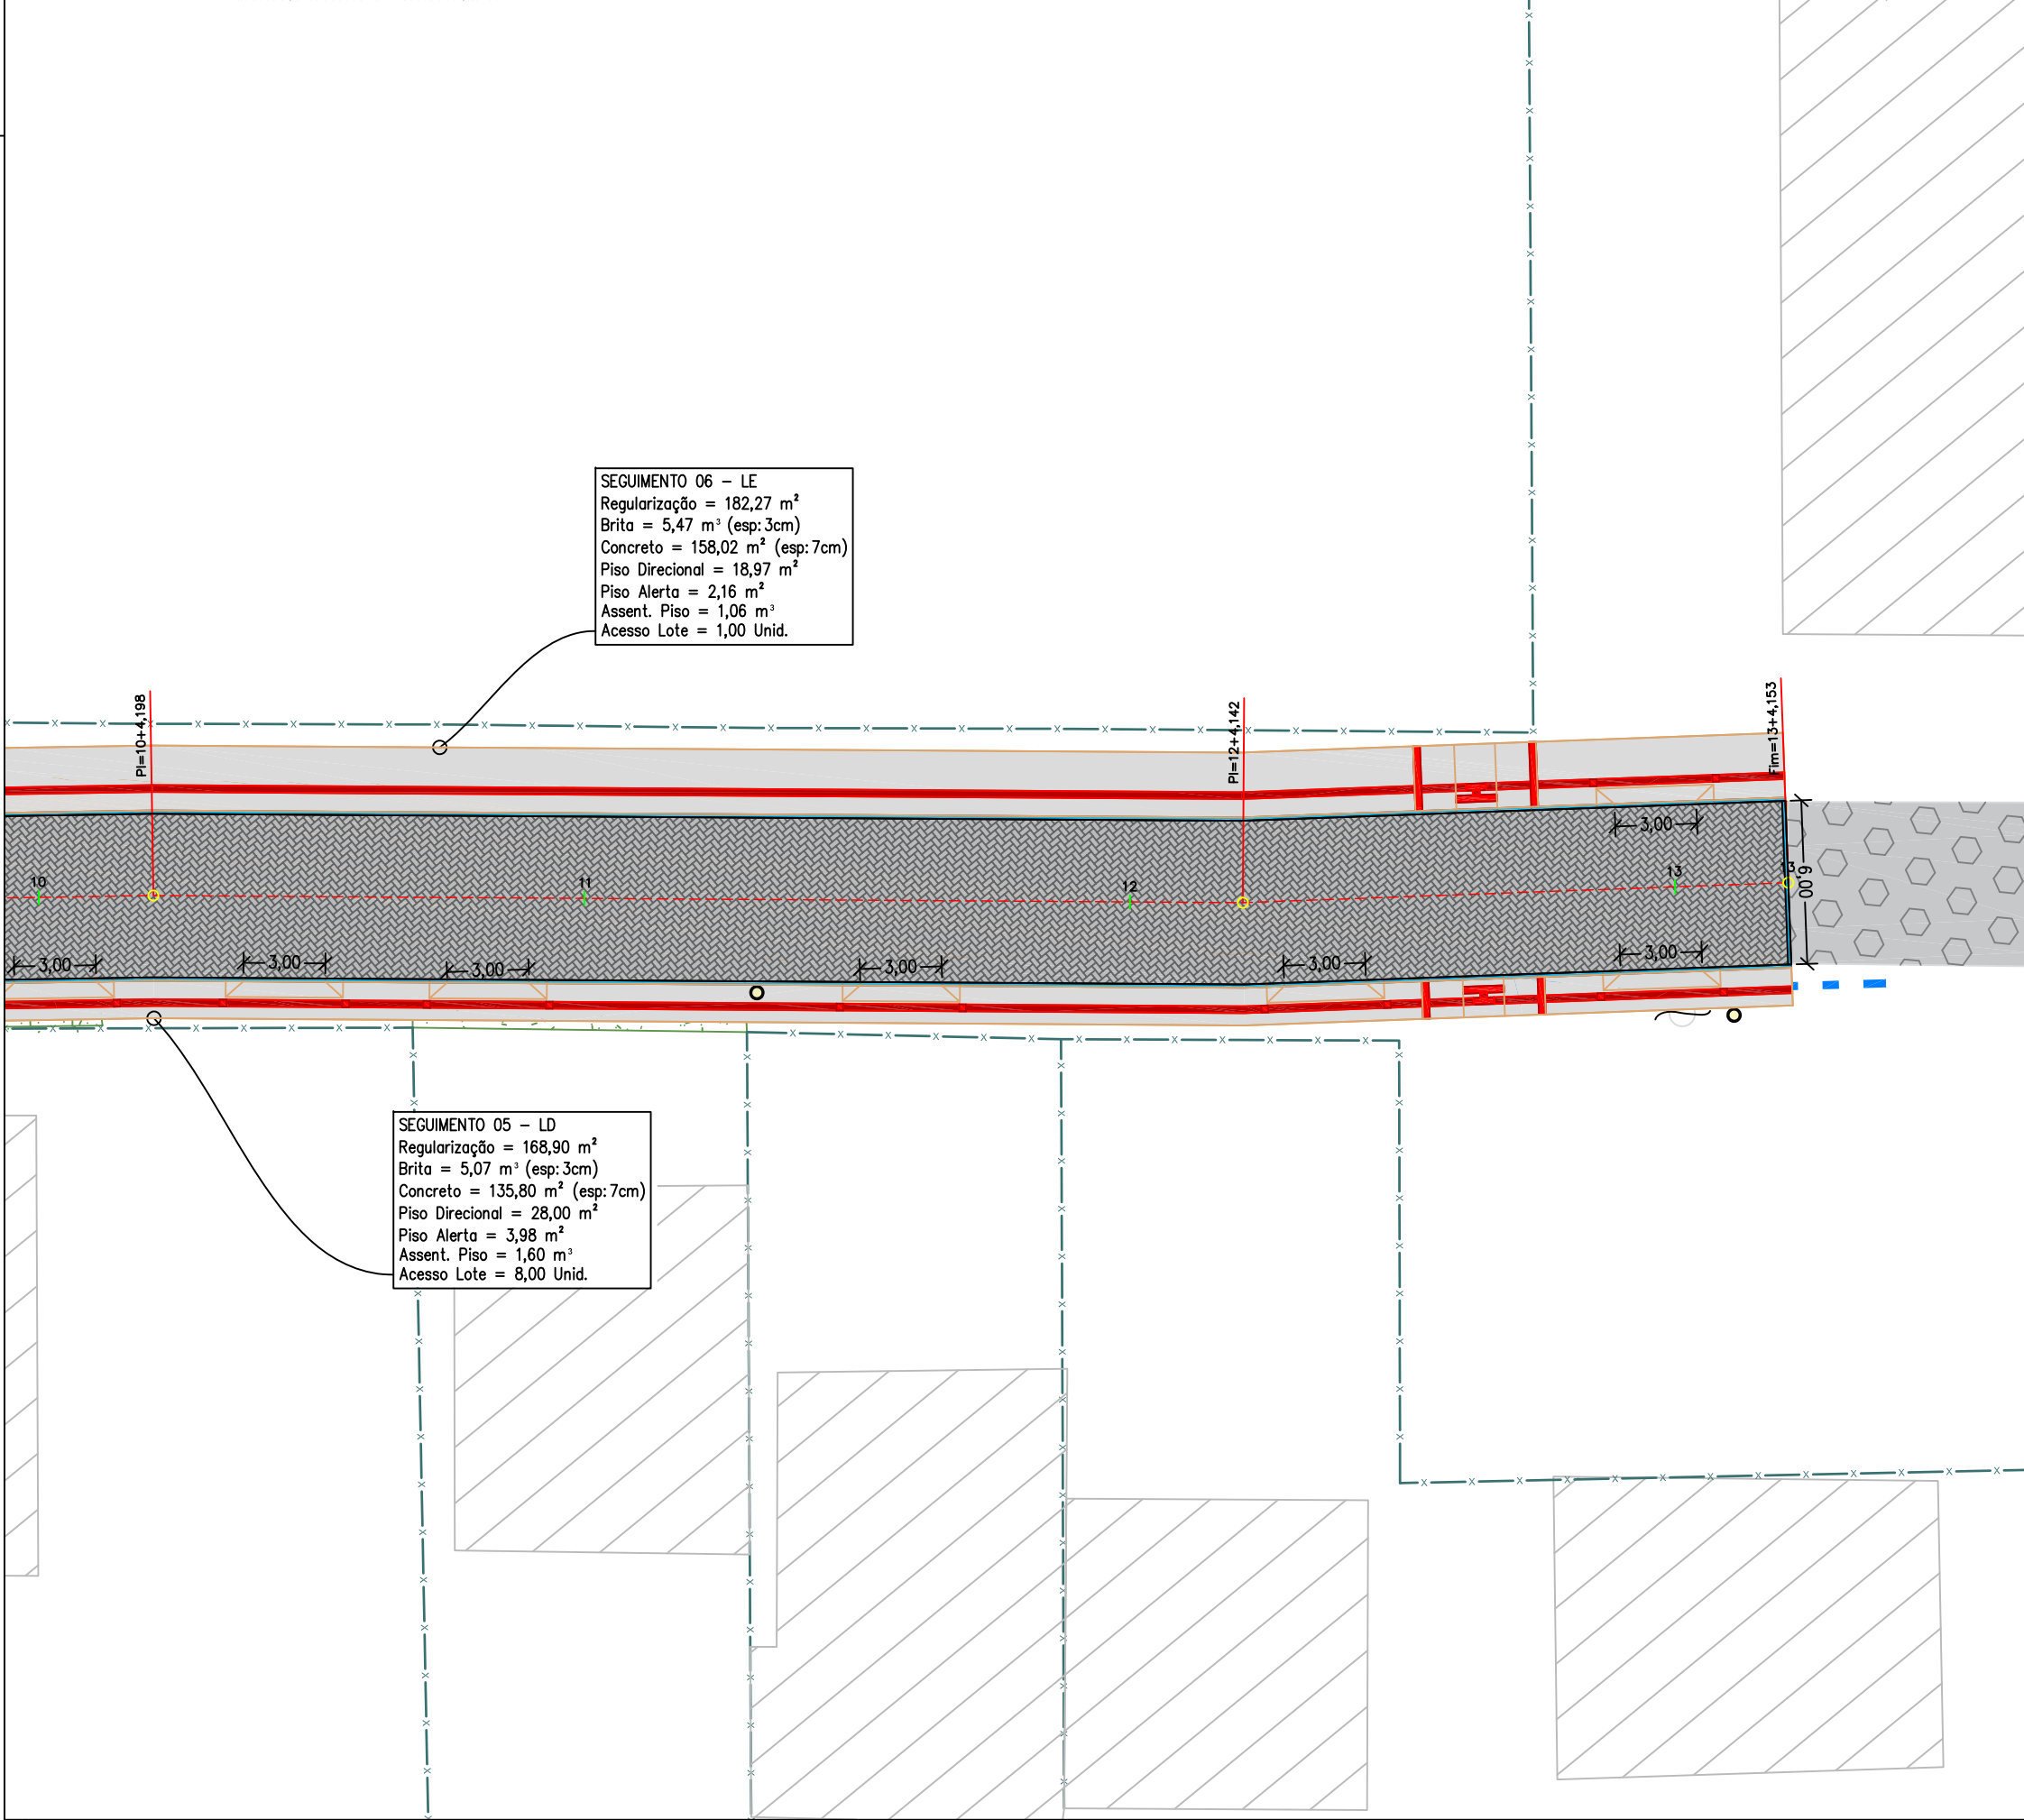 SEGUIMENTO 06 - LE
Regularização = 182,27 m²
Brita = 5,47 m³ (esp:3cm)
Concreto = 158,02 m² (esp:7cm)
Piso Direcional = 18,97 m²
Piso Alerta = 2,16 m²
Assent. Piso = 1,06 m³
Acesso Lote = 1,00 Unid.
PI=10+4,198
PI=12+4,142
Fim=13+4,153
3,00
10
11
12
13
6,00
3,00
3,00
3,00
3,00
3,00
3,00
SEGUIMENTO 05 - LD
Regularização = 168,90 m²
Brita = 5,07 m³ (esp:3cm)
Concreto = 135,80 m² (esp:7cm)
Piso Direcional = 28,00 m²
Piso Alerta = 3,98 m²
Assent. Piso = 1,60 m³
Acesso Lote = 8,00 Unid.